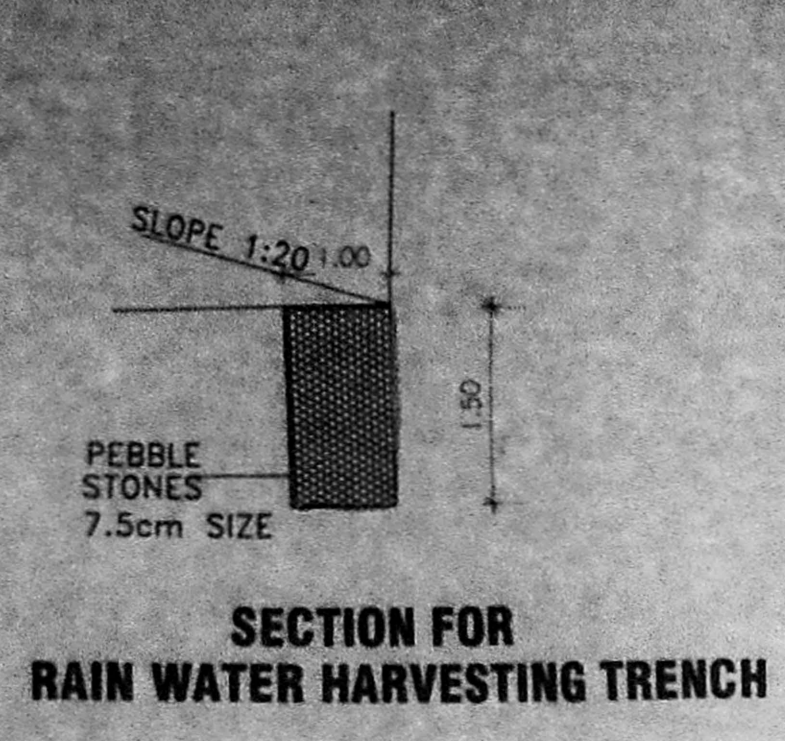 SLOPE 1:20
1.00
1.50
PEBBLE
STONES
7.5cm SIZE
SECTION FOR
RAIN WATER HARVESTING TRENCH